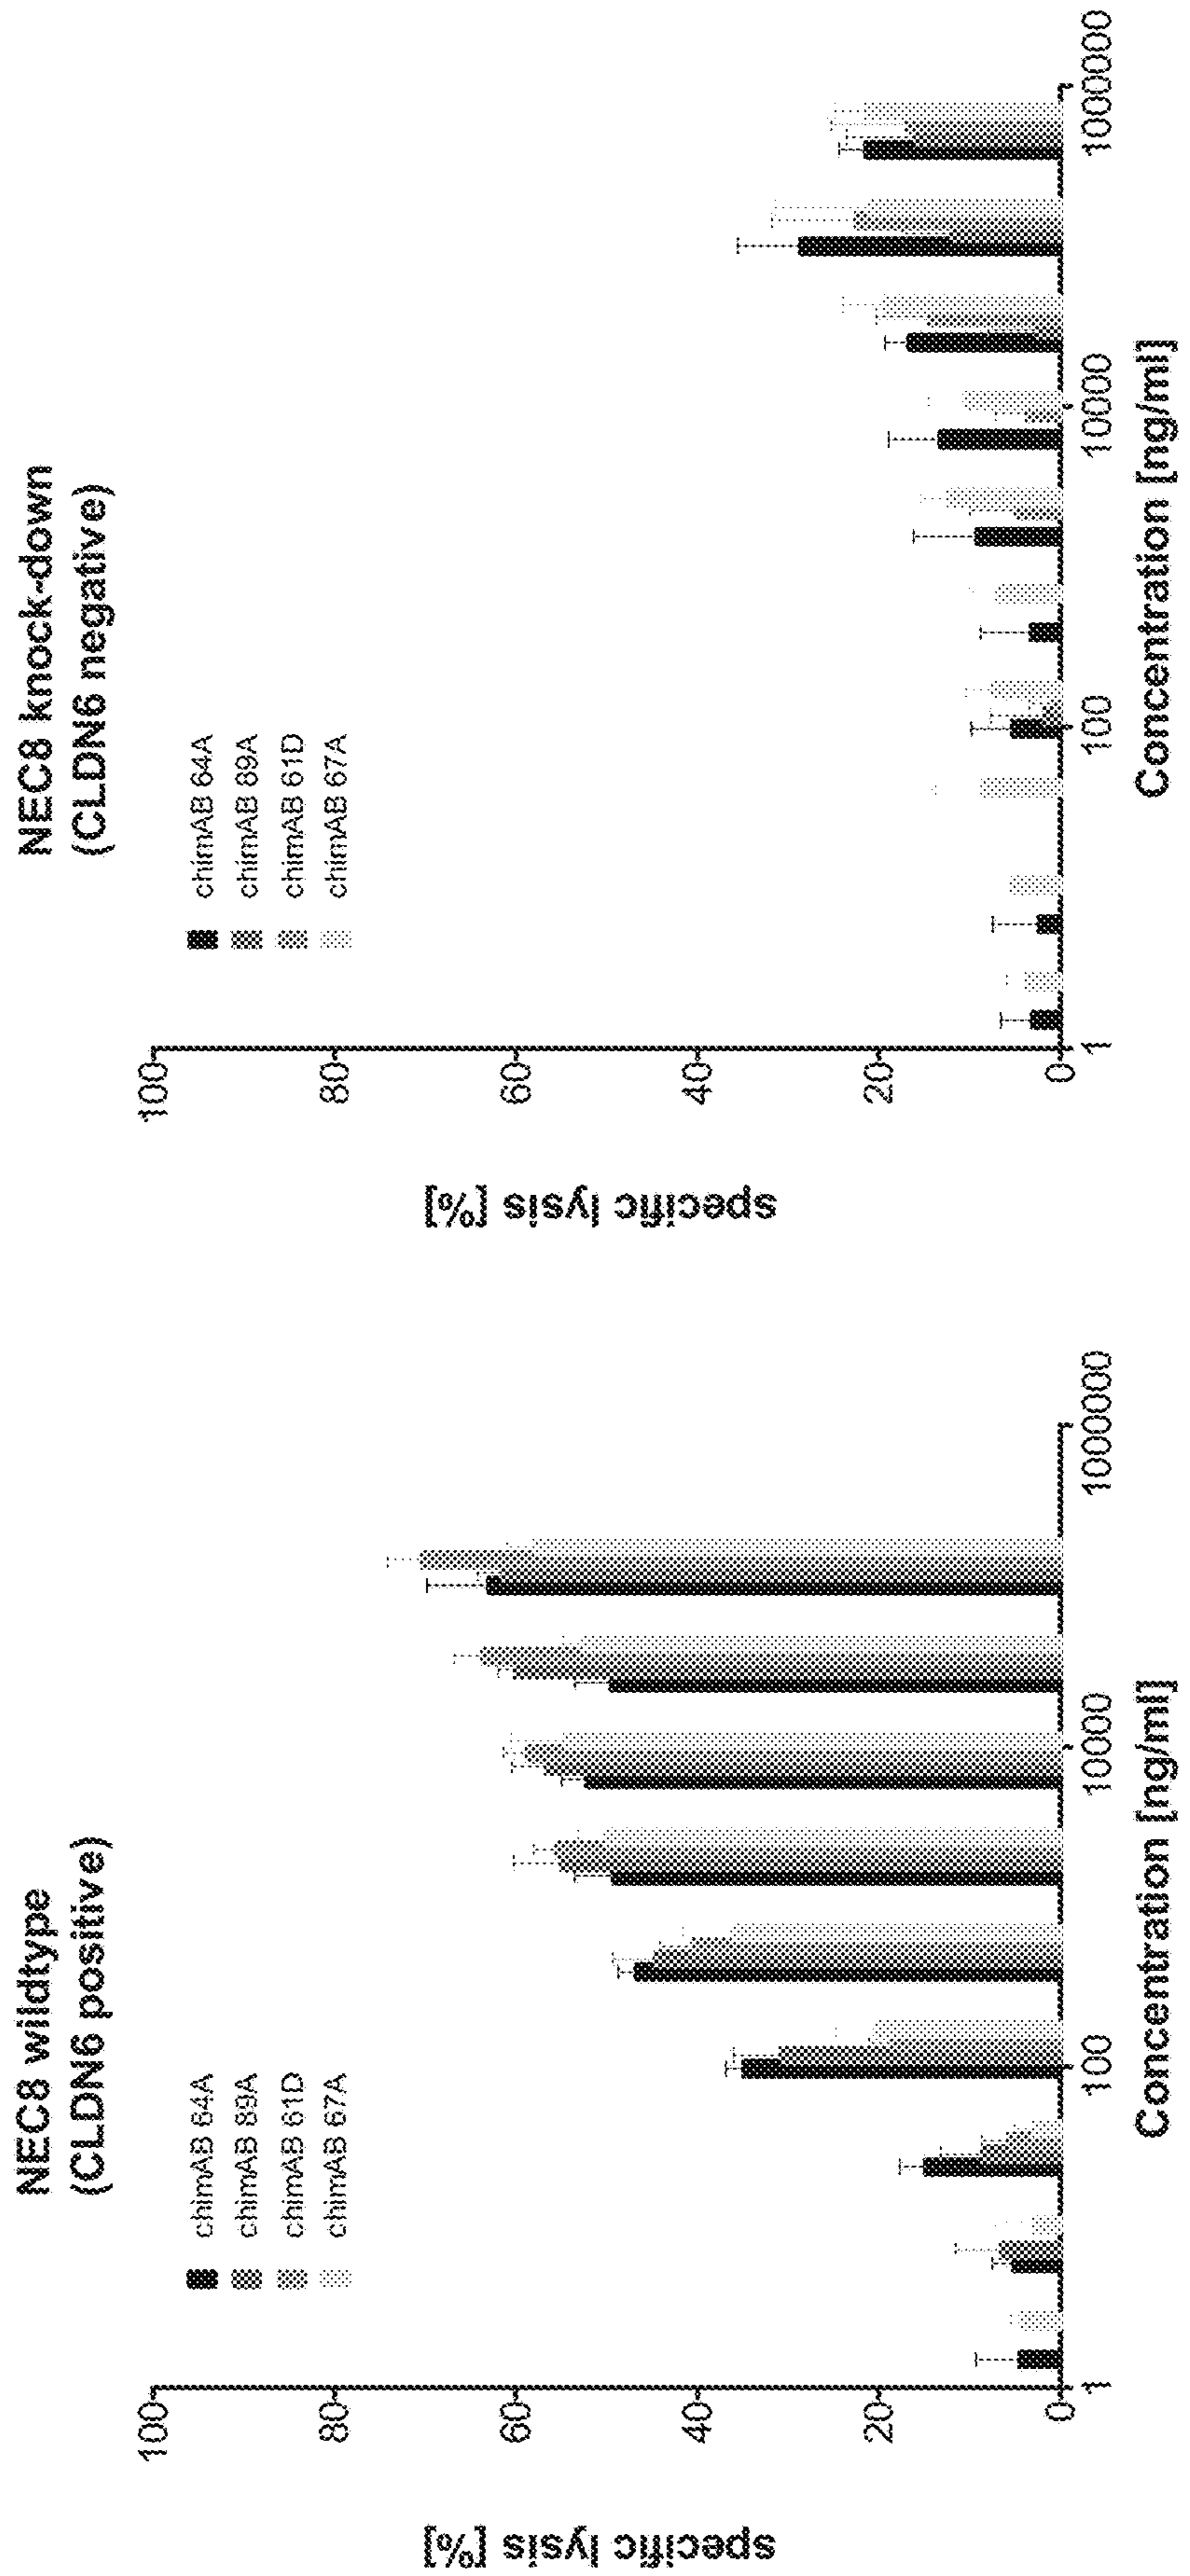 NEC8 wildtype
(CLDN6 positive)
chimAB 64A
chimAB 89A
chimAB 61D
chimAB 67A
specific lysis [%]
100
80
60
40
20
0
1
100
10000
1000000
Concentration [ng/ml]
NEC8 knock-down
(CLDN6 negative)
chimAB 64A
chimAB 89A
chimAB 61D
chimAB 67A
specific lysis [%]
100
80
60
40
20
0
1
100
10000
1000000
Concentration [ng/ml]